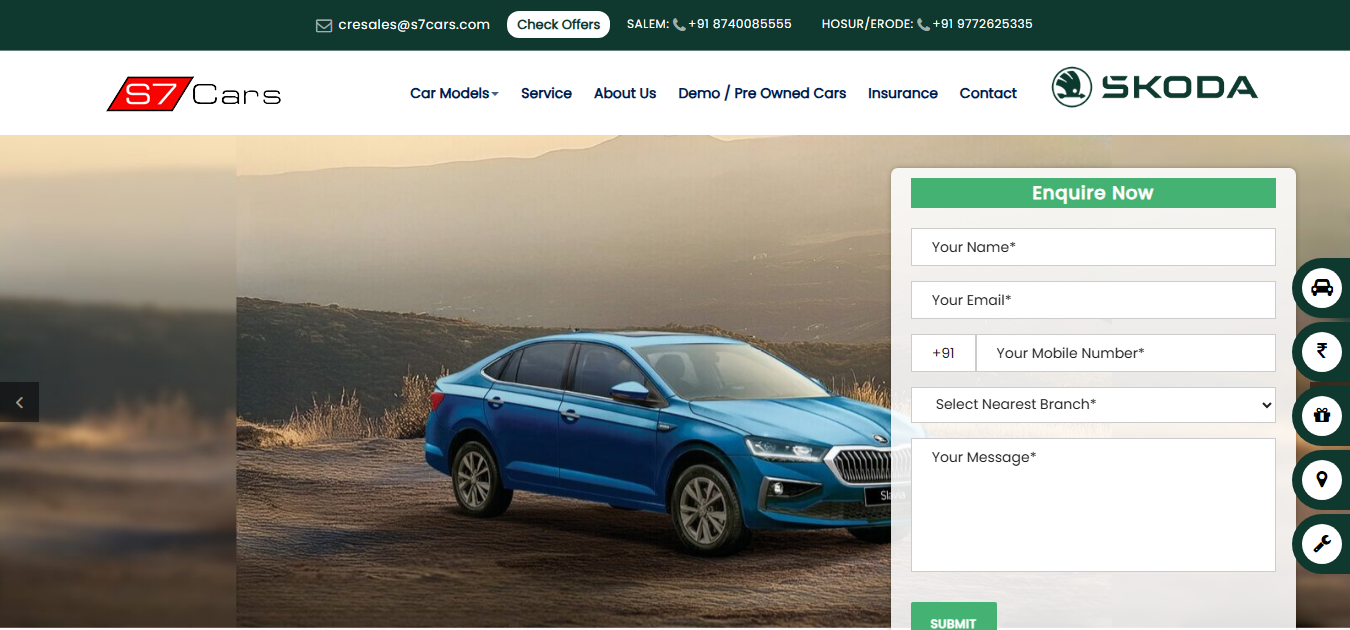 cresales@s7cars.com Check Offers SALEM: +91 8740085555 HOSUR/ERODE: +91 9772625335
S7 Cars Car Models Service About Us Demo / Pre Owned Cars Insurance Contact ŠKODA
Enquire Now
Your Name*
Your Email*
+91 Your Mobile Number*
Select Nearest Branch*
Your Message*
Slavia
SUBMIT